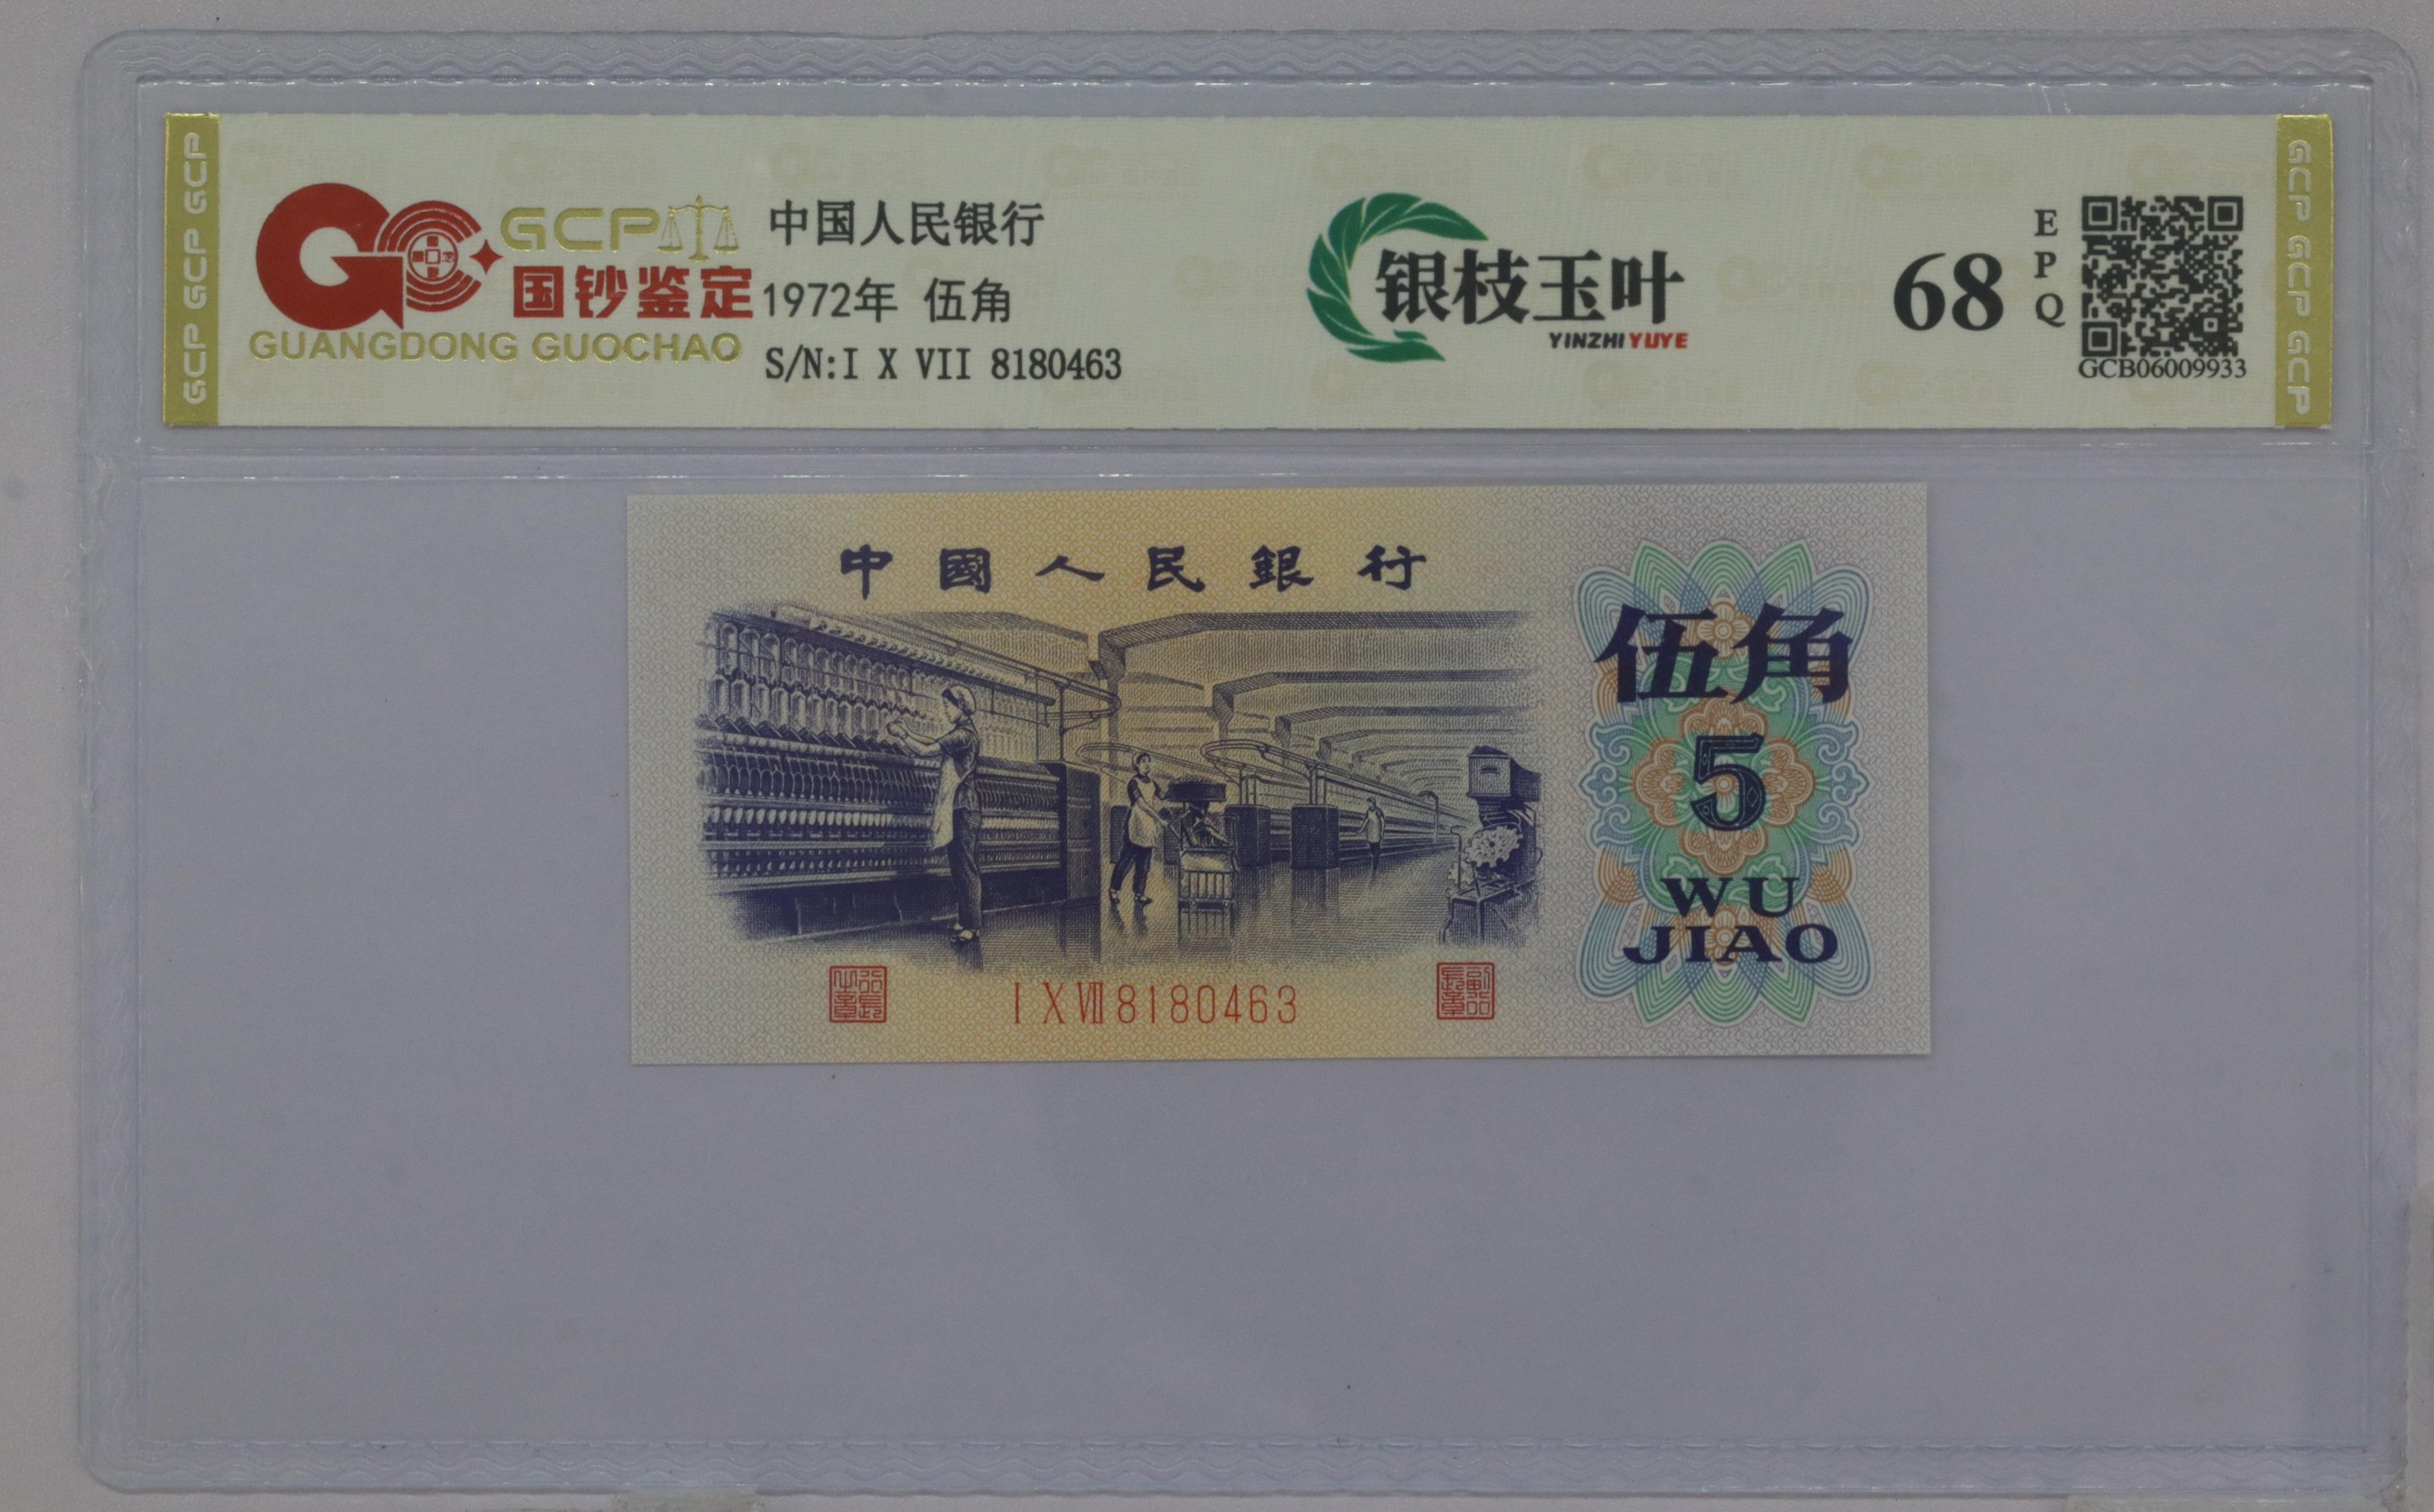 GCP GCP GCP
GCP
国钞鉴定
GUANGDONG GUOCHAO
中国人民银行
1972年 伍角
S/N:I X VII 8180463
银枝玉叶
YINZHI YUYE
68
EPQ
GCB06009933
GCP GCP GCP
中國人民銀行
伍角
5
WU
JIAO
I X VII 8180463